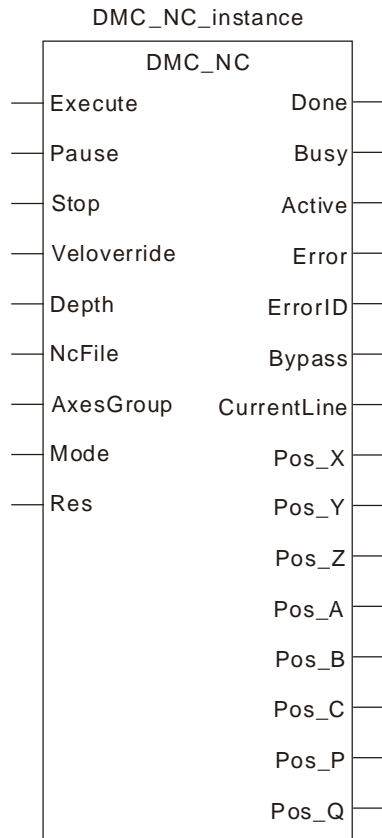 DMC_NC_instance
DMC_NC
Execute Done
Pause Busy
Stop Active
Veloverride Error
Depth ErrorID
NcFile Bypass
AxesGroup CurrentLine
Mode Pos_X
Res Pos_Y
Pos_Z
Pos_A
Pos_B
Pos_C
Pos_P
Pos_Q